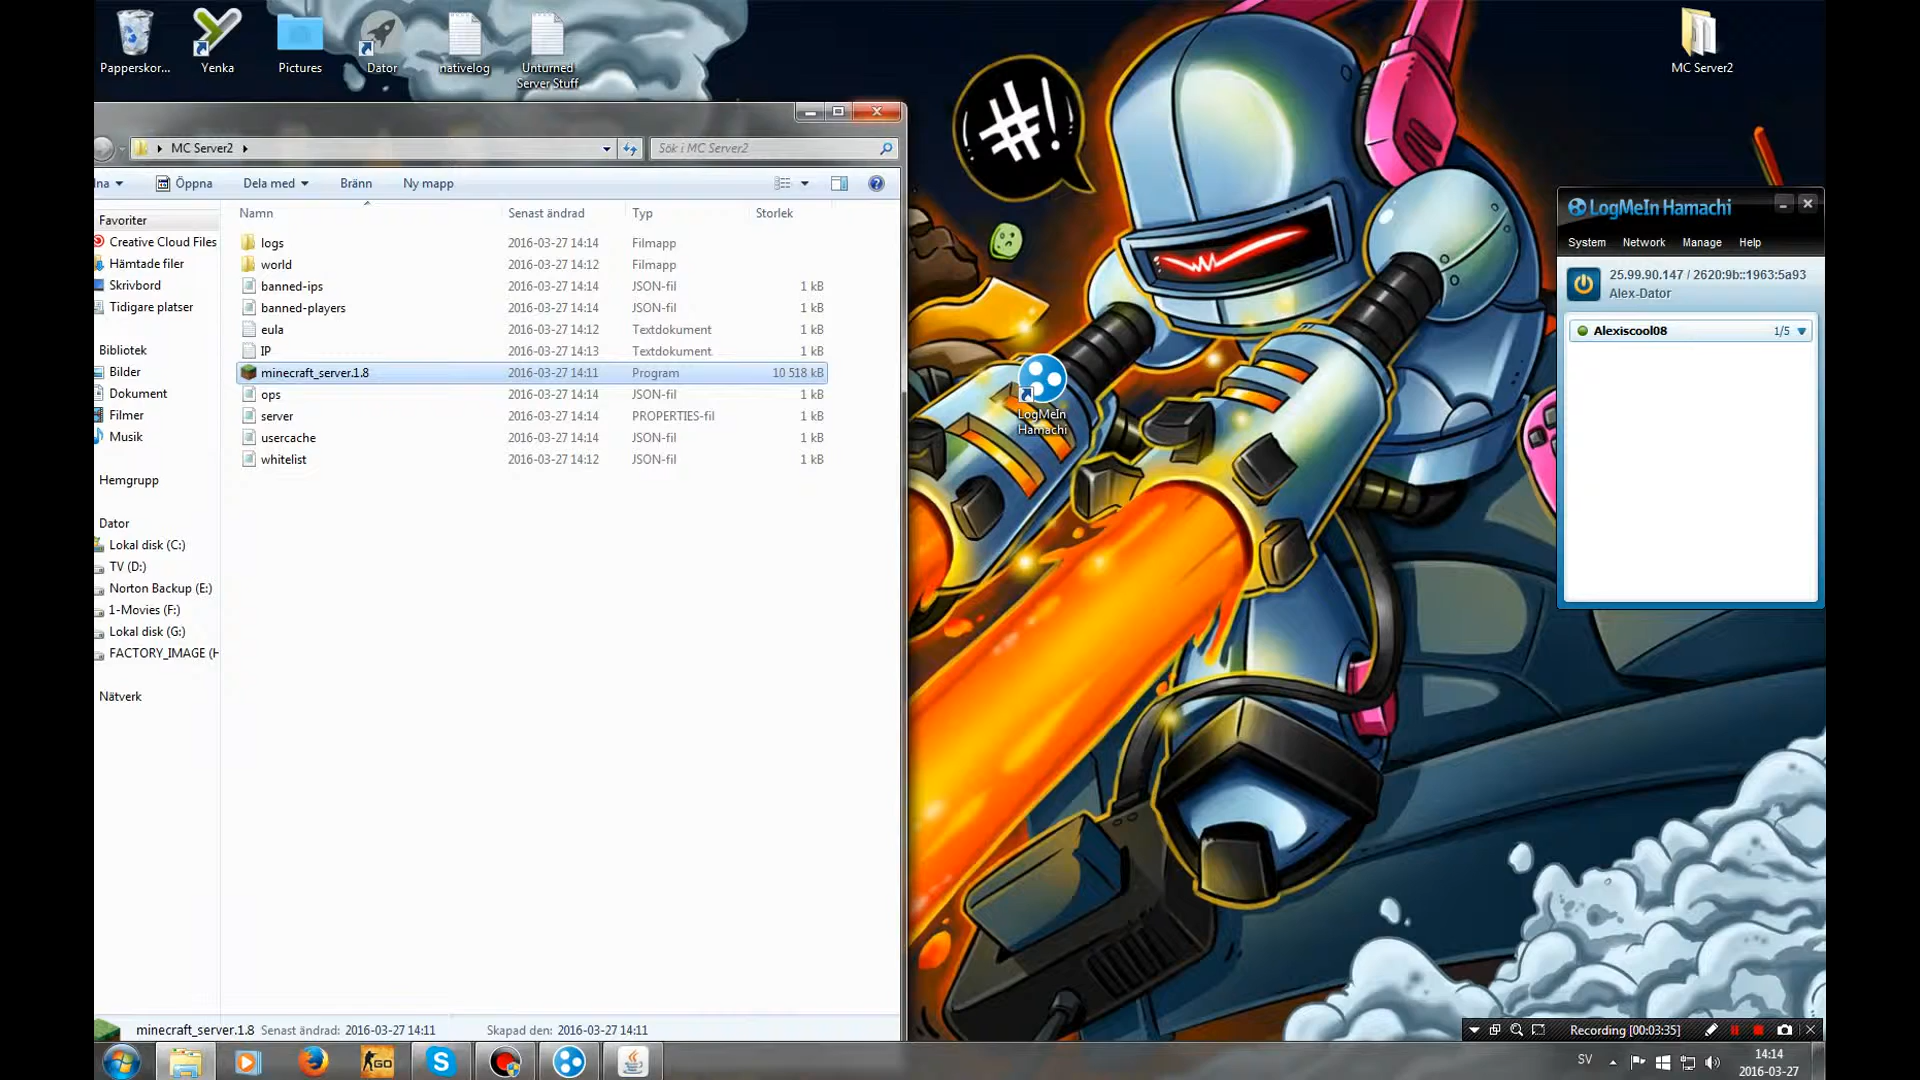 Papperskor...
Yenka
Pictures
Dator
nativelog
Unturned
Server Stuff
MC Server2
#!
MC Server2
Sök i MC Server2
Öppna
Dela med
Bränn
Ny mapp
Namn
Senast ändrad
Typ
Storlek
Favoriter
Creative Cloud Files
Hämtade filer
Skrivbord
Tidigare platser
Bibliotek
Bilder
Dokument
Filmer
Musik
Hemgrupp
Dator
Lokal disk (C:)
TV (D:)
Norton Backup (E:)
1-Movies (F:)
Lokal disk (G:)
FACTORY_IMAGE (H
Nätverk
logs 2016-03-27 14:14 Filmapp
world 2016-03-27 14:12 Filmapp
banned-ips 2016-03-27 14:14 JSON-fil 1 kB
banned-players 2016-03-27 14:14 JSON-fil 1 kB
eula 2016-03-27 14:12 Textdokument 1 kB
IP 2016-03-27 14:13 Textdokument 1 kB
minecraft_server.1.8 2016-03-27 14:11 Program 10 518 kB
ops 2016-03-27 14:14 JSON-fil 1 kB
server 2016-03-27 14:14 PROPERTIES-fil 1 kB
usercache 2016-03-27 14:14 JSON-fil 1 kB
whitelist 2016-03-27 14:12 JSON-fil 1 kB
minecraft_server.1.8 Senast ändrad: 2016-03-27 14:11 Skapad den: 2016-03-27 14:11
LogMeIn
Hamachi
LogMeIn Hamachi
System Network Manage Help
25.99.90.147 / 2620:9b::1963:5a93
Alex-Dator
Alexiscool08 1/5
Recording [00:03:35]
GO
SV
14:14
2016-03-27